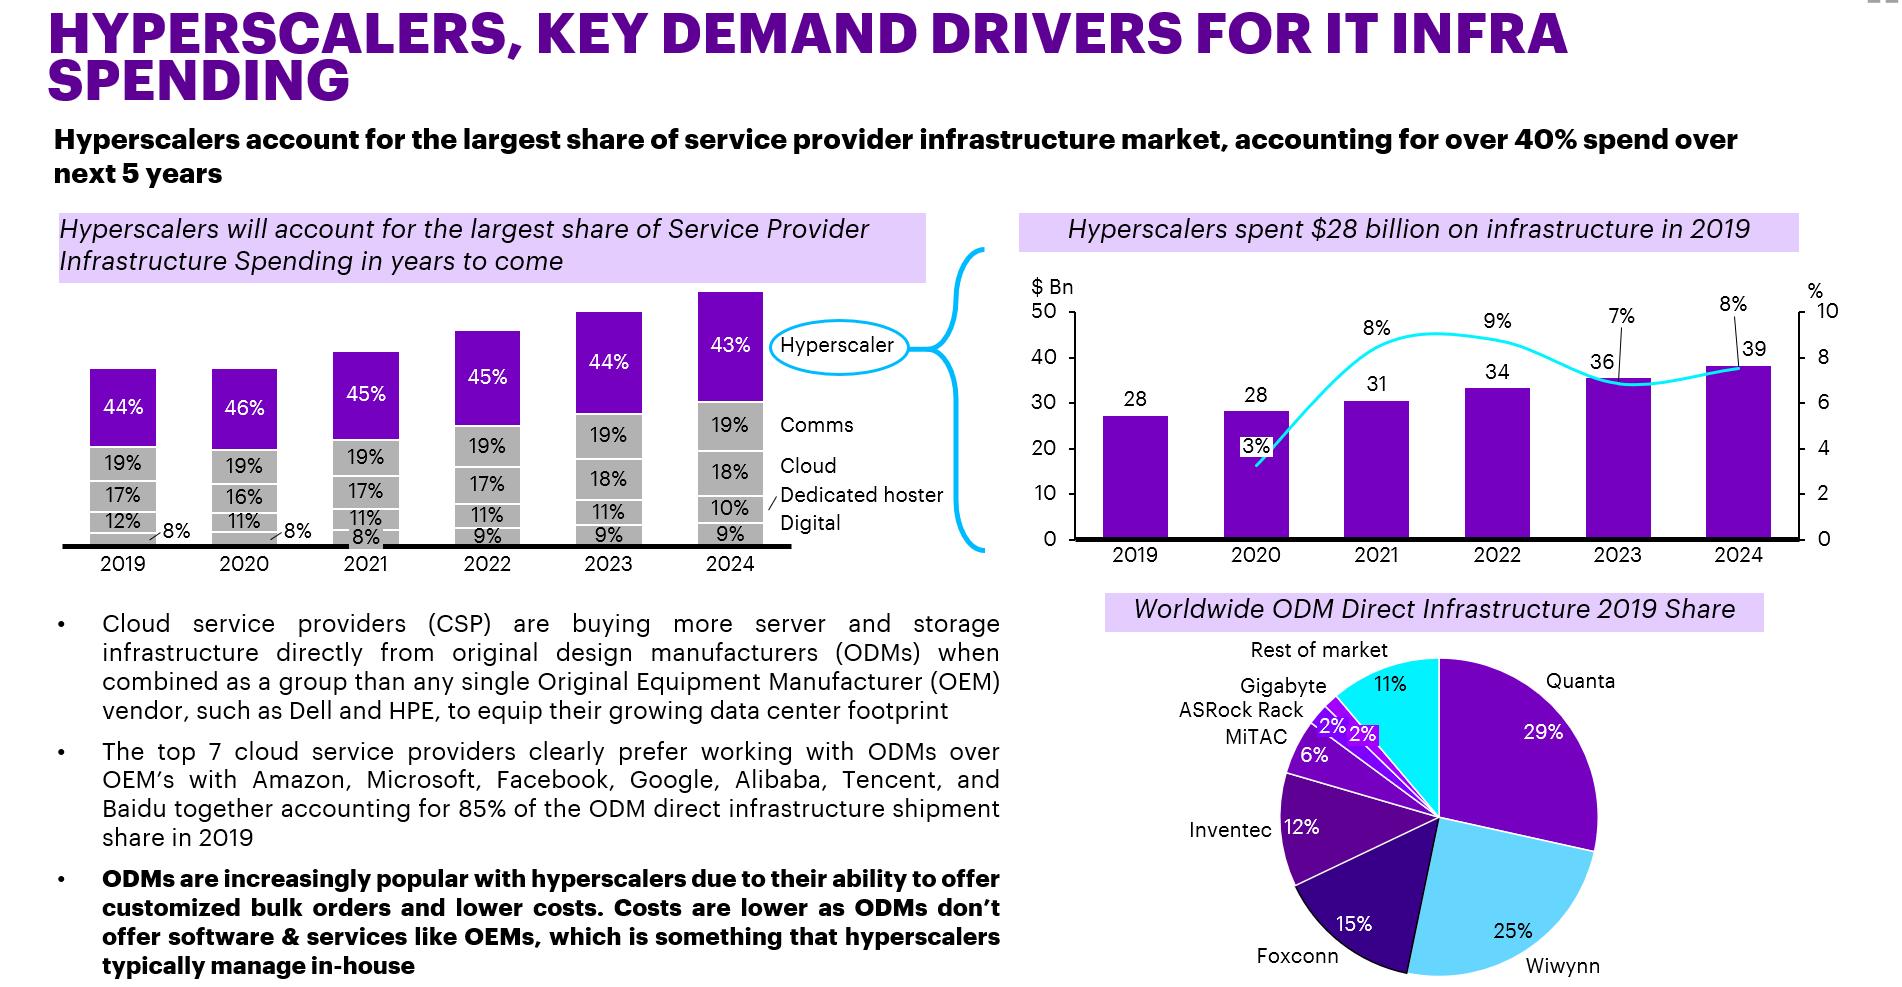 HYPERSCALERS, KEY DEMAND DRIVERS FOR IT INFRA
SPENDING
Hyperscalers account for the largest share of service provider infrastructure market, accounting for over 40% spend over
next 5 years
Hyperscalers will account for the largest share of Service Provider
Infrastructure Spending in years to come
44%
19%
17%
12%
8%
2019
46%
19%
16%
11%
8%
2020
45%
19%
17%
11%
8%
2021
45%
19%
17%
11%
9%
2022
44%
19%
18%
11%
9%
2023
43%
19%
18%
10%
9%
2024
Hyperscaler
Comms
Cloud
Dedicated hoster
Digital
Hyperscalers spent $28 billion on infrastructure in 2019
$ Bn
50
40
30
20
10
0
%
10
8
6
4
2
0
28
28
31
34
36
39
3%
8%
9%
7%
8%
2019
2020
2021
2022
2023
2024
• Cloud service providers (CSP) are buying more server and storage
infrastructure directly from original design manufacturers (ODMs) when
combined as a group than any single Original Equipment Manufacturer (OEM)
vendor, such as Dell and HPE, to equip their growing data center footprint
• The top 7 cloud service providers clearly prefer working with ODMs over
OEM’s with Amazon, Microsoft, Facebook, Google, Alibaba, Tencent, and
Baidu together accounting for 85% of the ODM direct infrastructure shipment
share in 2019
• ODMs are increasingly popular with hyperscalers due to their ability to offer
customized bulk orders and lower costs. Costs are lower as ODMs don’t
offer software & services like OEMs, which is something that hyperscalers
typically manage in-house
Worldwide ODM Direct Infrastructure 2019 Share
Rest of market
11%
Quanta
29%
Gigabyte
2%
ASRock Rack
2%
MiTAC
6%
Inventec
12%
Foxconn
15%
Wiwynn
25%